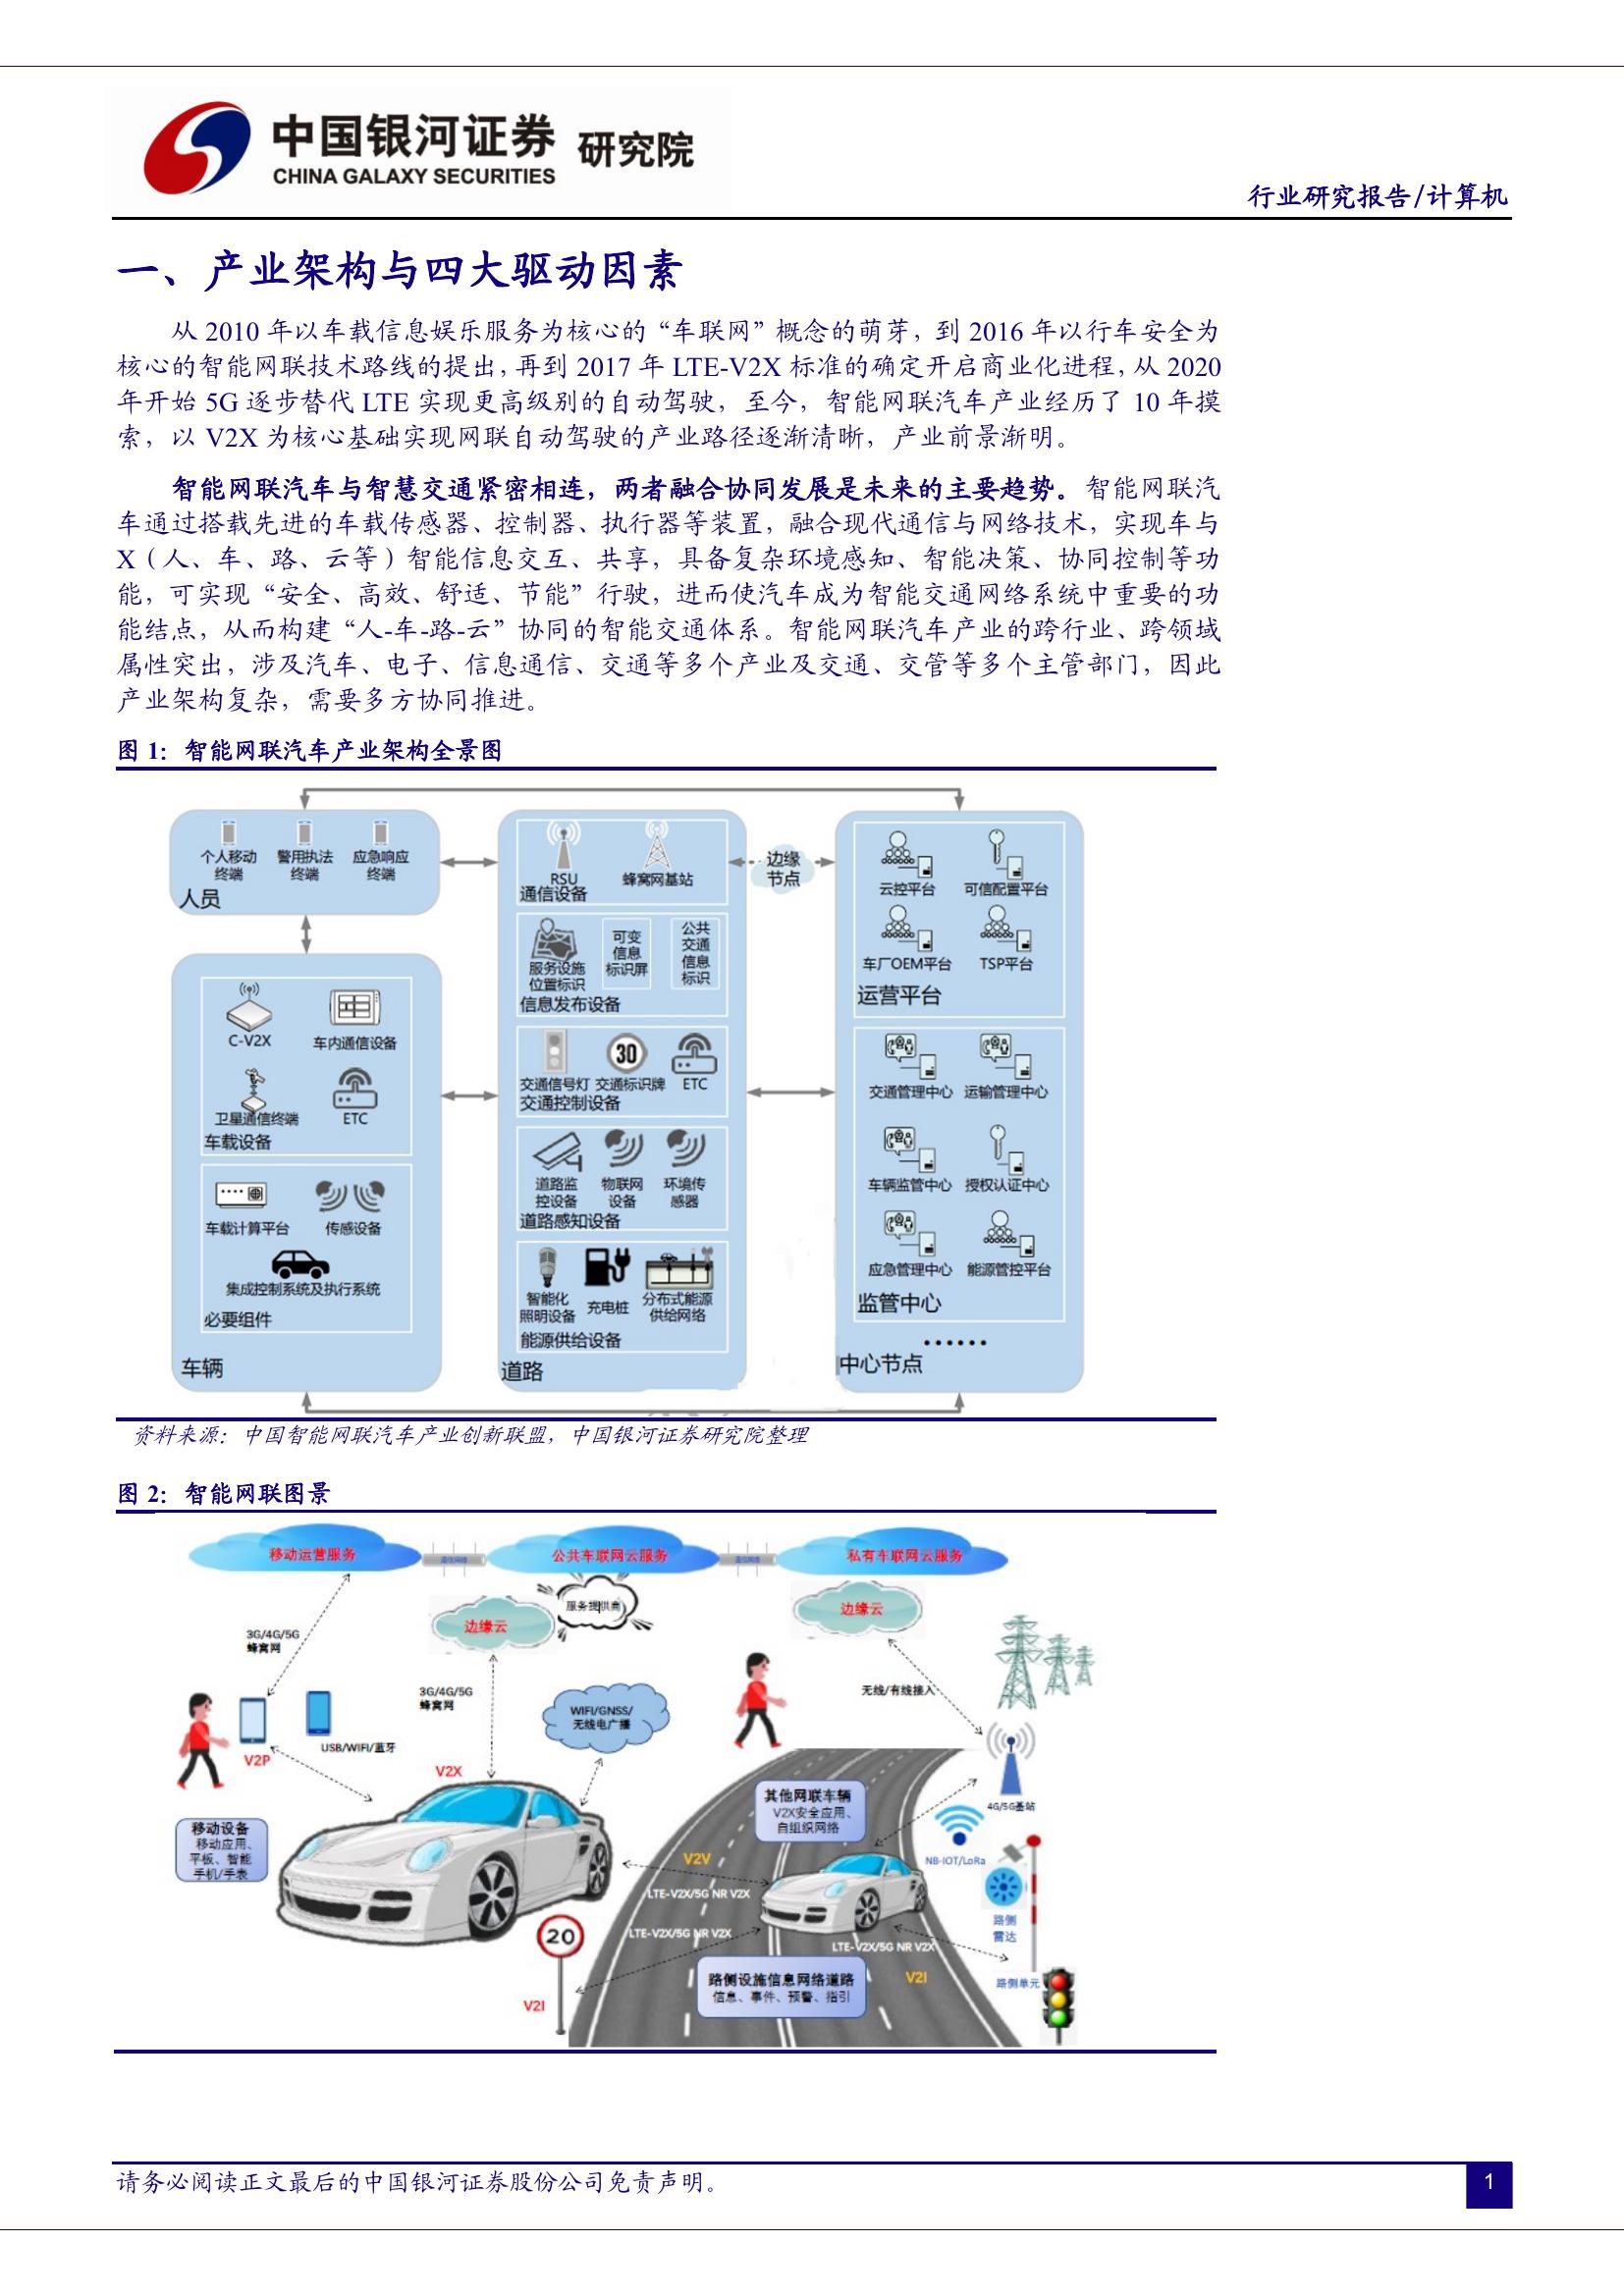 中国银河证券 研究院
CHINA GALAXY SECURITIES
行业研究报告/计算机
一、产业架构与四大驱动因素
从 2010 年以车载信息娱乐服务为核心的“车联网”概念的萌芽，到 2016 年以行车安全为
核心的智能网联技术路线的提出，再到 2017 年 LTE-V2X 标准的确定开启商业化进程，从 2020
年开始 5G 逐步替代 LTE 实现更高级别的自动驾驶，至今，智能网联汽车产业经历了 10 年摸
索，以 V2X 为核心基础实现网联自动驾驶的产业路径逐渐清晰，产业前景渐明。
智能网联汽车与智慧交通紧密相连，两者融合协同发展是未来的主要趋势。智能网联汽
车通过搭载先进的车载传感器、控制器、执行器等装置，融合现代通信与网络技术，实现车与
X（人、车、路、云等）智能信息交互、共享，具备复杂环境感知、智能决策、协同控制等功
能，可实现“安全、高效、舒适、节能”行驶，进而使汽车成为智能交通网络系统中重要的功
能结点，从而构建“人-车-路-云”协同的智能交通体系。智能网联汽车产业的跨行业、跨领域
属性突出，涉及汽车、电子、信息通信、交通等多个产业及交通、交管等多个主管部门，因此
产业架构复杂，需要多方协同推进。
图 1：智能网联汽车产业架构全景图
个人移动
终端
警用执法
终端
应急响应
终端
人员
C-V2X
车内通信设备
卫星通信终端
ETC
车载设备
车载计算平台
传感设备
集成控制系统及执行系统
必要组件
车辆
RSU
蜂窝网基站
通信设备
服务设施
位置标识
可变
信息
标识屏
公共
交通
信息
标识
信息发布设备
30
交通信号灯
交通标识牌
ETC
交通控制设备
道路监
控设备
物联网
设备
环境传
感器
道路感知设备
智能化
照明设备
充电桩
分布式能源
供给网络
能源供给设备
道路
边缘
节点
云控平台
可信配置平台
车厂OEM平台
TSP平台
运营平台
交通管理中心
运输管理中心
车辆监管中心
授权认证中心
应急管理中心
能源管控平台
监管中心
······
中心节点
资料来源：中国智能网联汽车产业创新联盟，中国银河证券研究院整理
图 2：智能网联图景
移动运营服务
通信网络
公共车联网云服务
通信网络
私有车联网云服务
边缘云
服务提供商
边缘云
3G/4G/5G
蜂窝网
3G/4G/5G
蜂窝网
WIFI/GNSS/
无线电广播
无线/有线接入
USB/WIFI/蓝牙
V2P
V2X
移动设备
移动应用、
平板、智能
手机/手表
其他网联车辆
V2X安全应用、
自组织网络
4G/5G基站
NB-IOT/LoRa
V2V
LTE-V2X/5G NR V2X
LTE-V2X/5G NR V2X
LTE-V2X/5G NR V2X
路侧
雷达
20
路侧设施信息网络道路
信息、事件、预警、指引
V2I
路侧单元
V2I
请务必阅读正文最后的中国银河证券股份公司免责声明。
1